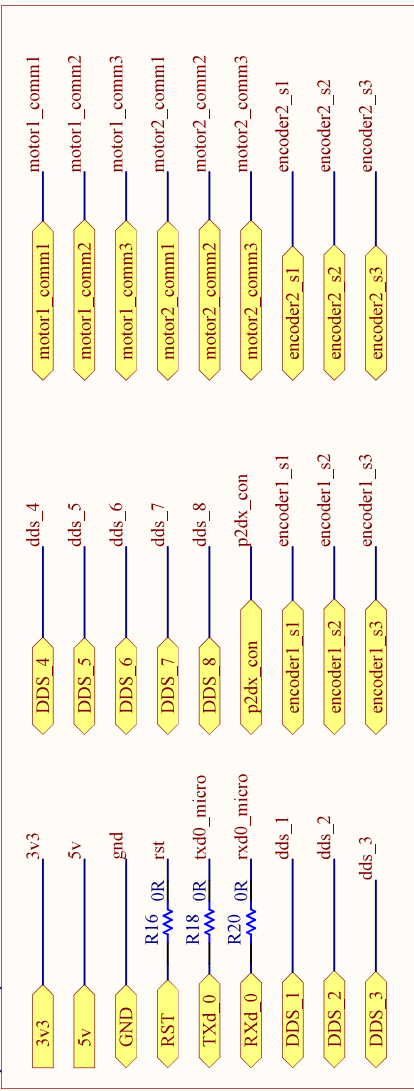 3v3 3v3
5v 5v
GND gnd
RST R16 0R rst
TXd_0 R18 0R txd0_micro
RXd_0 R20 0R rxd0_micro
DDS_1 dds_1
DDS_2 dds_2
DDS_3 dds_3
DDS_4 dds_4
DDS_5 dds_5
DDS_6 dds_6
DDS_7 dds_7
DDS_8 dds_8
p2dx_con p2dx_con
encoder1_s1 encoder1_s1
encoder1_s2 encoder1_s2
encoder1_s3 encoder1_s3
motor1_comm1 motor1_comm1
motor1_comm2 motor1_comm2
motor1_comm3 motor1_comm3
motor2_comm1 motor2_comm1
motor2_comm2 motor2_comm2
motor2_comm3 motor2_comm3
encoder2_s1 encoder2_s1
encoder2_s2 encoder2_s2
encoder2_s3 encoder2_s3